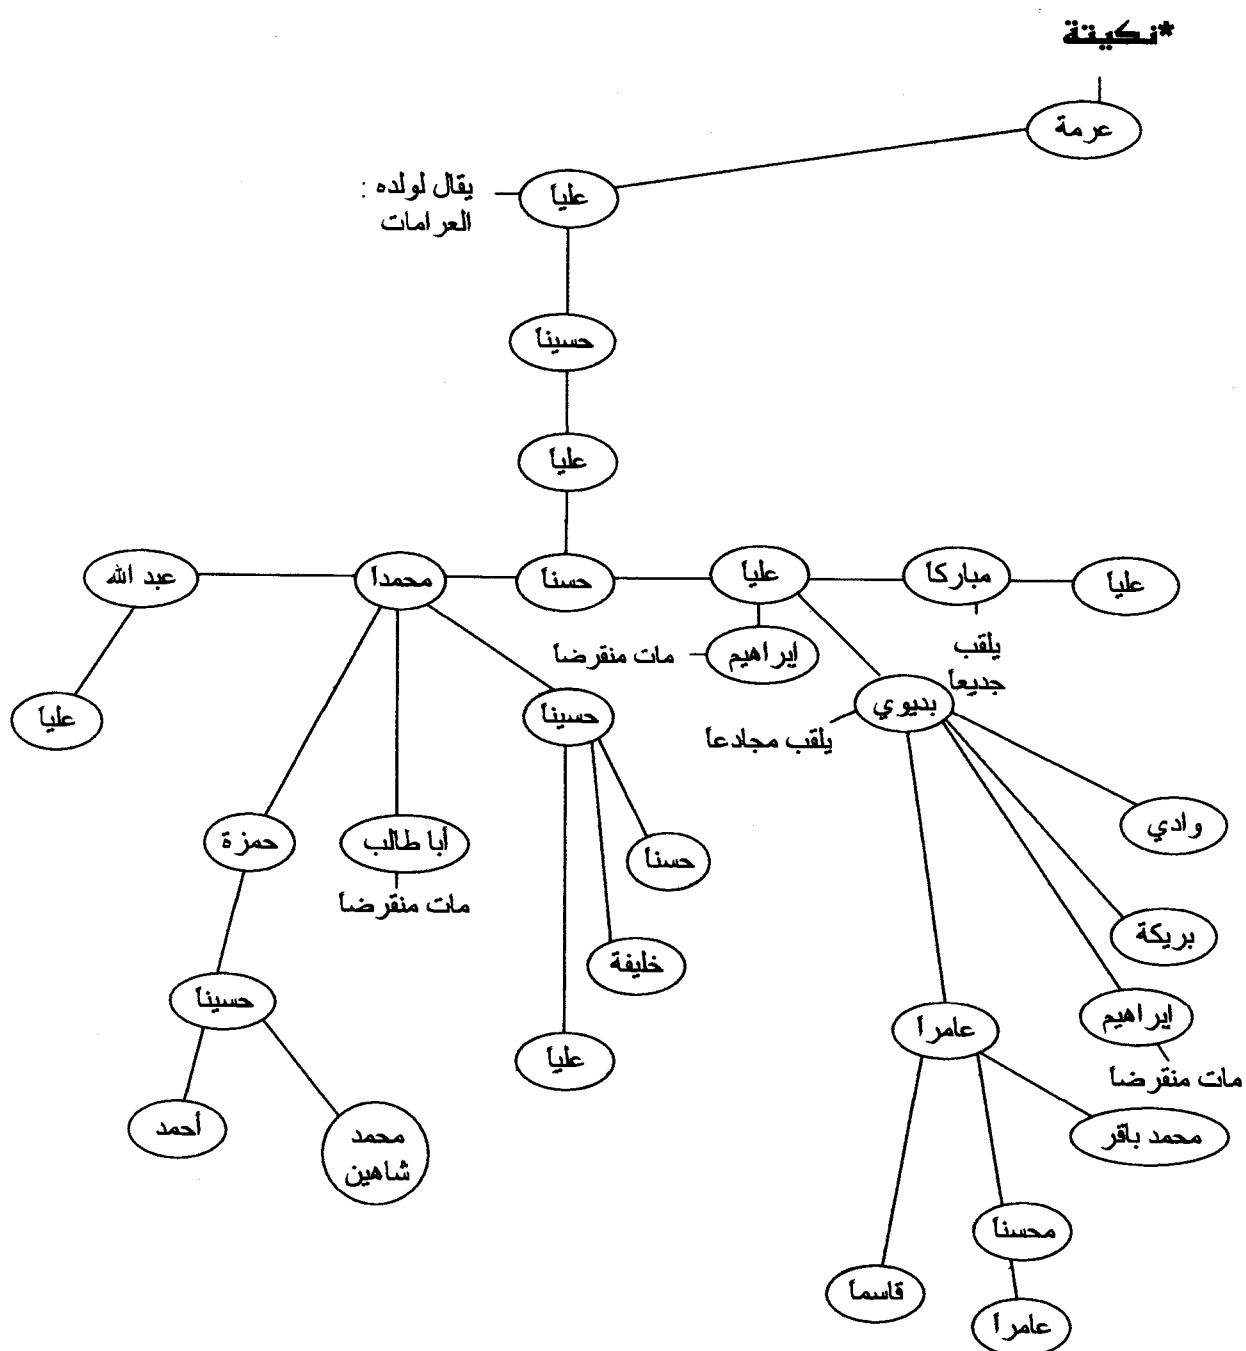 *نكيتة
عرمة
عليا
يقال لولده :
العرامات
حسينا
عليا
عليا
مباركا
عليا
حسنا
محمدا
عبد الله
يلقب
جديعا
ايراهيم
مات منقرضا
بديوي
يلقب مجادعا
حسينا
عليا
وادي
حسنا
أبا طالب
حمزة
مات منقرضا
بريكة
خليفة
ايراهيم
عامرا
حسينا
عليا
مات منقرضا
محمد باقر
محمد
شاهين
أحمد
محسنا
قاسما
عامرا